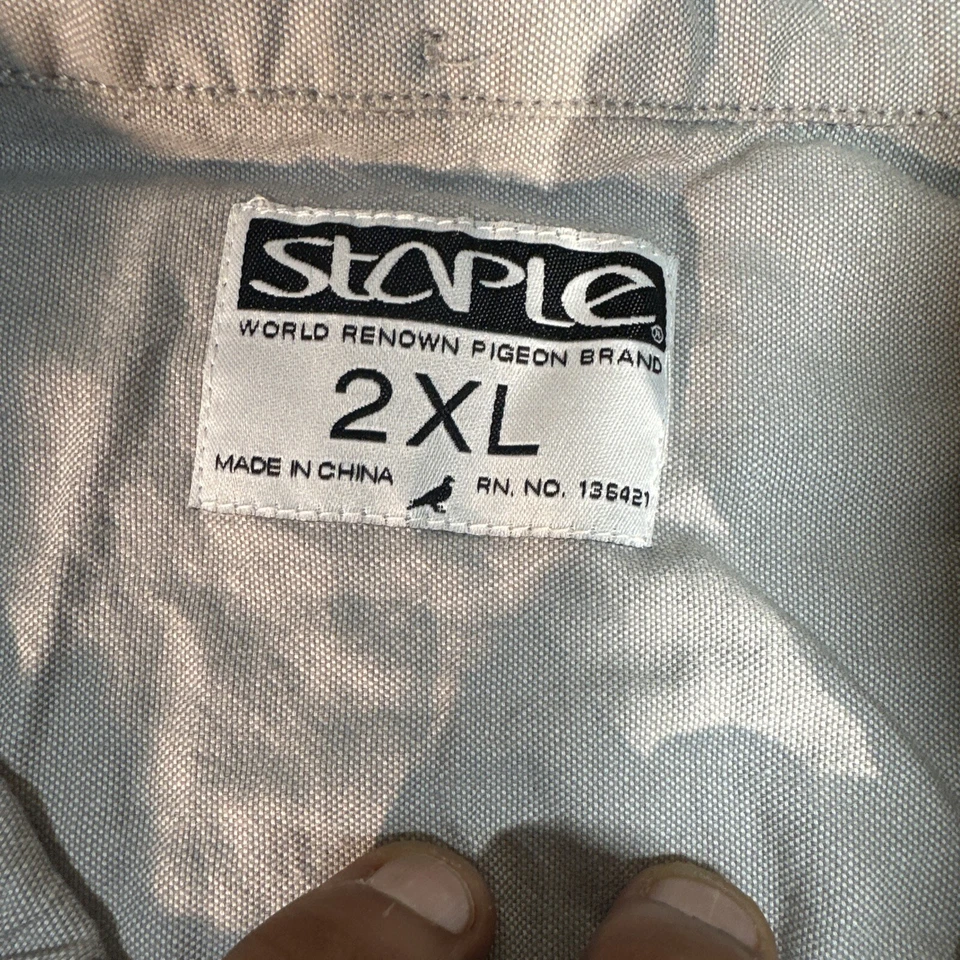 Staple®
WORLD RENOWN PIGEON BRAND
2XL
MADE IN CHINA RN. NO. 136421